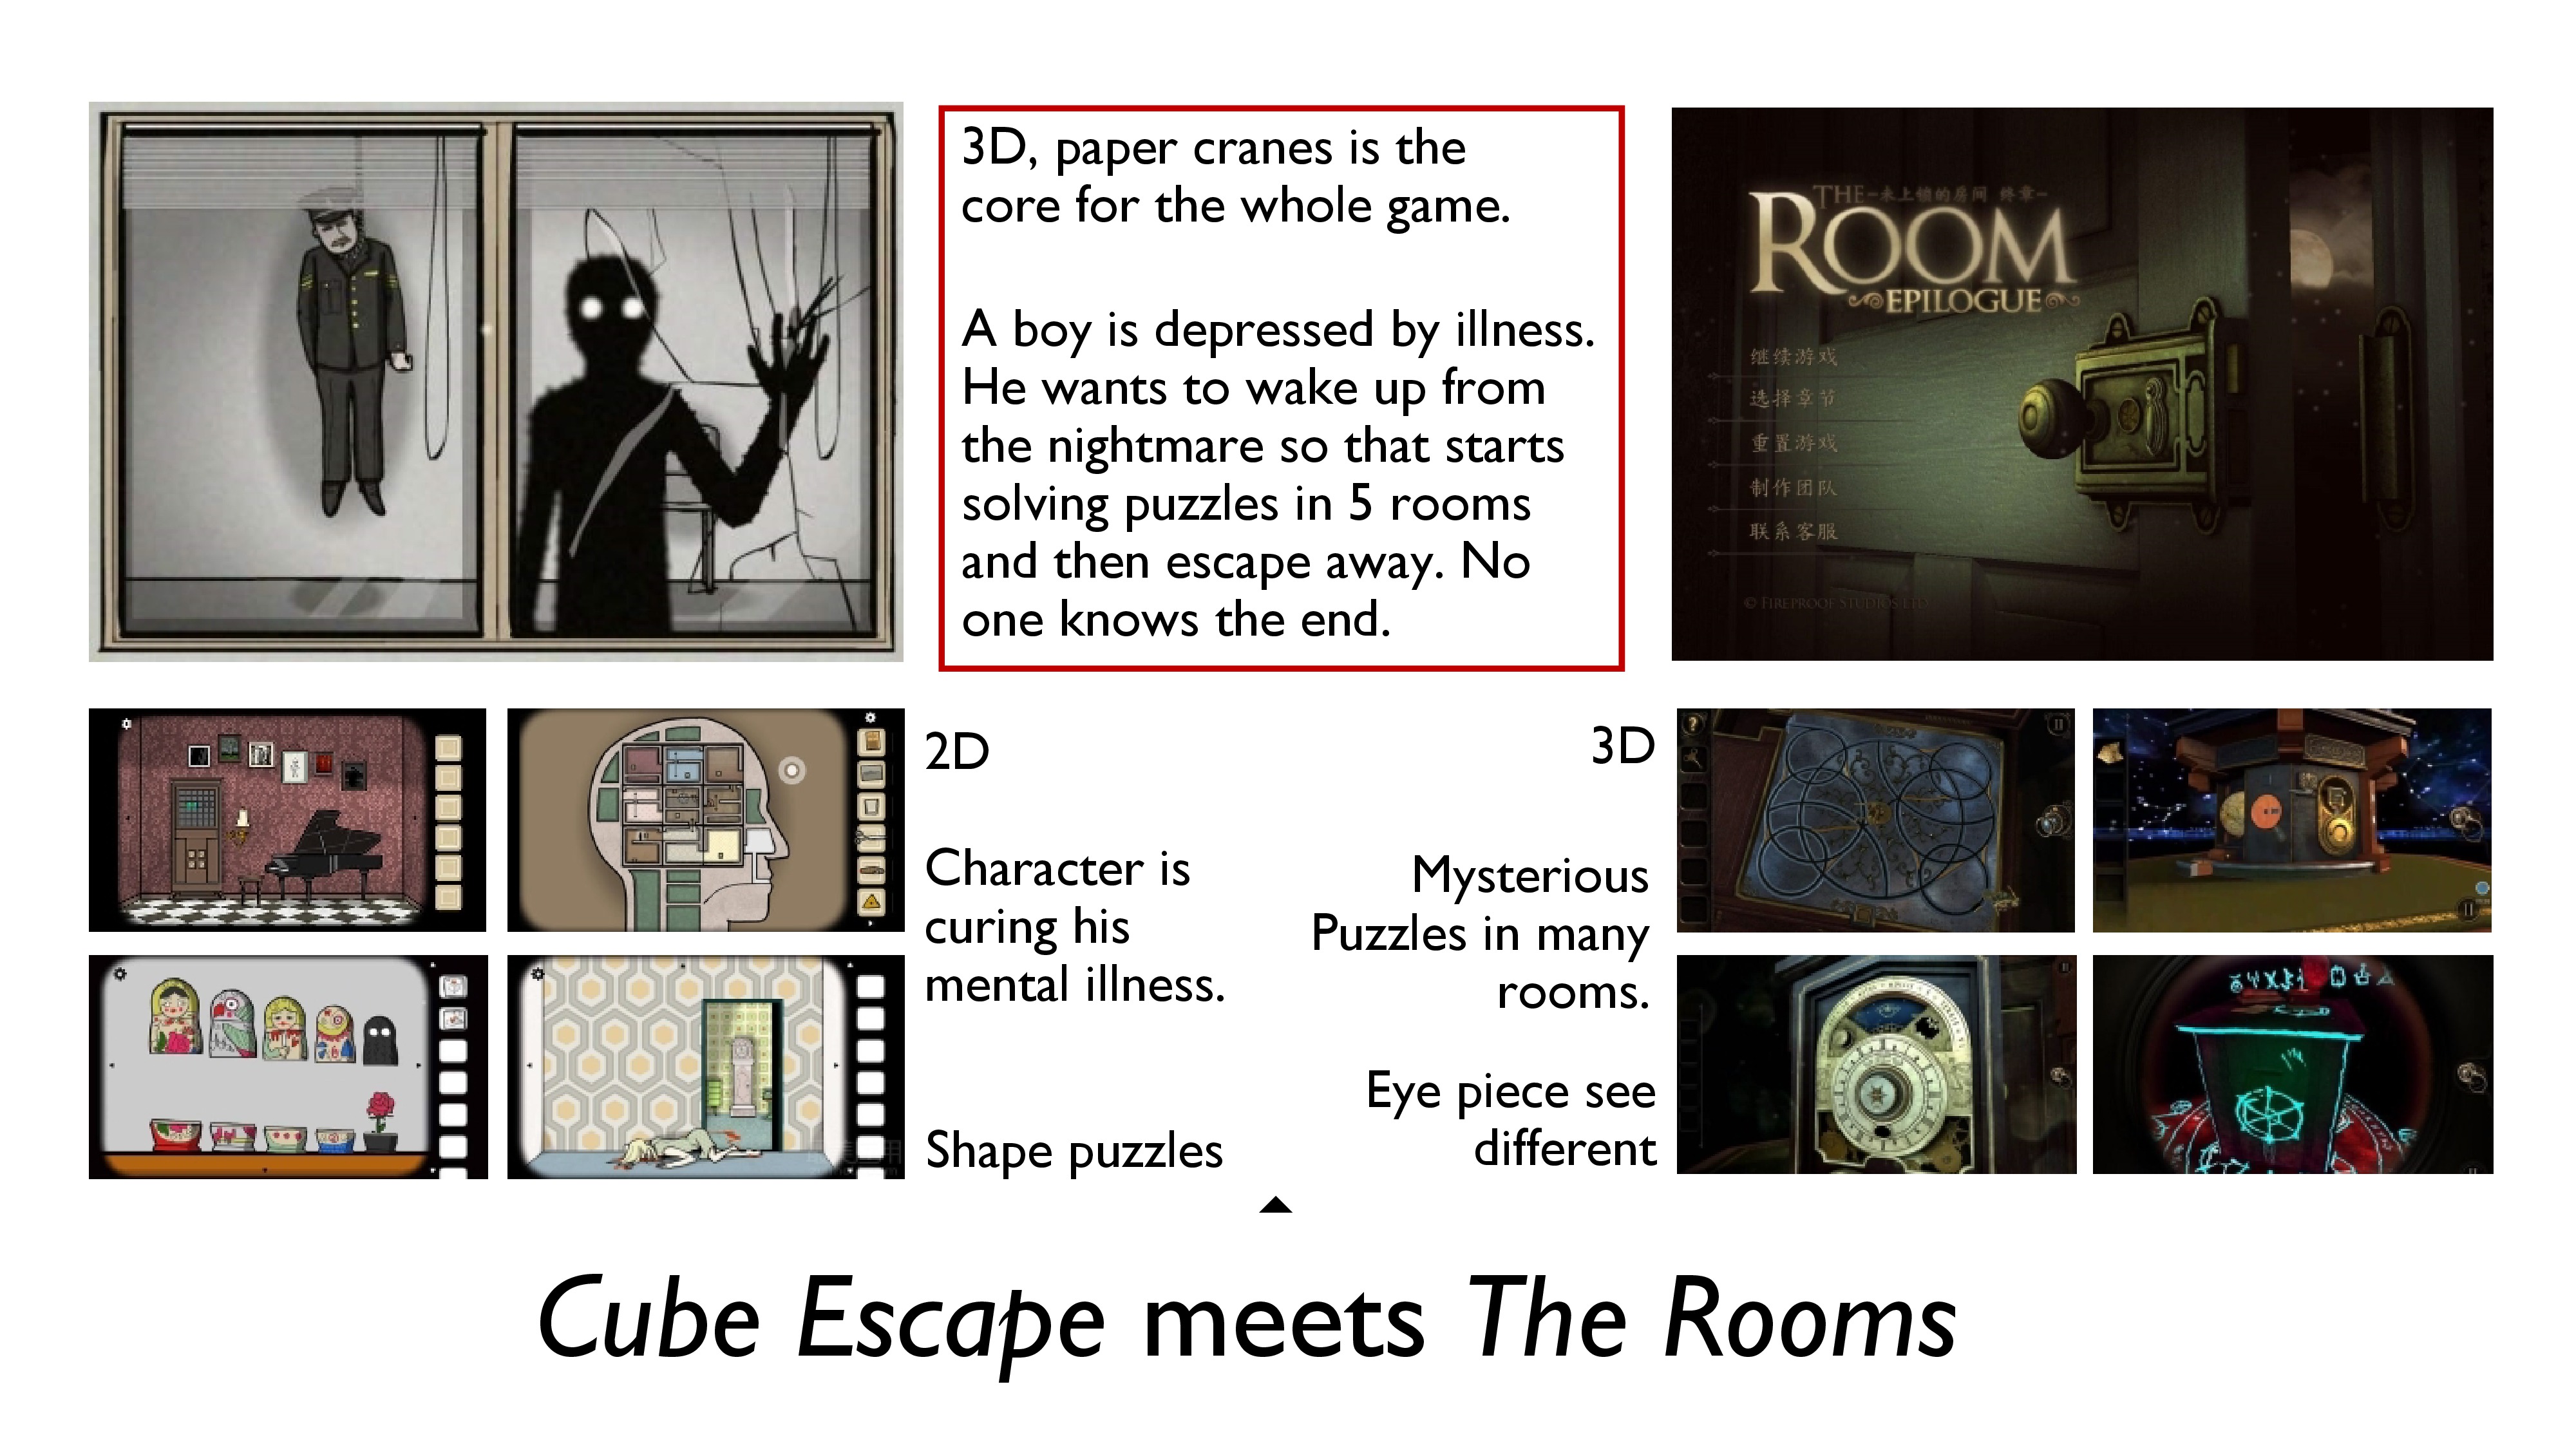 3D, paper cranes is the
core for the whole game.
A boy is depressed by illness.
He wants to wake up from
the nightmare so that starts
solving puzzles in 5 rooms
and then escape away. No
one knows the end.
THE -未上锁的房间 终章-
ROOM
EPILOGUE
继续游戏
选择章节
重置游戏
制作团队
联系客服
© FIREPROOF STUDIOS LTD
2D
Character is
curing his
mental illness.
Shape puzzles
3D
Mysterious
Puzzles in many
rooms.
Eye piece see
different
Cube Escape meets The Rooms